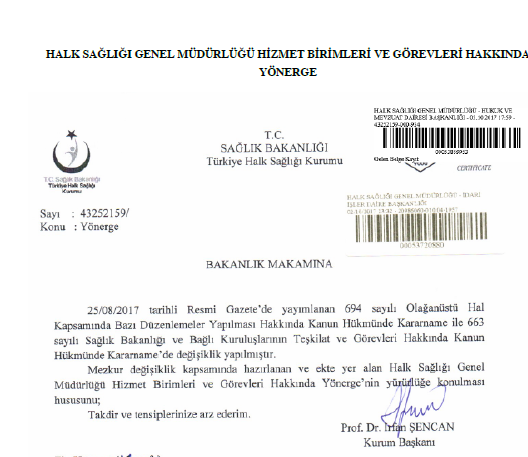 HALK SAĞLIĞI GENEL MÜDÜRLÜĞÜ HİZMET BİRİMLERİ VE GÖREVLERİ HAKKINDA
YÖNERGE
HALK SAĞLIĞI GENEL MÜDÜRLÜĞÜ - HUKUK VE
MEVZUAT DAİRESİ BAŞKANLIĞI - 01.10.2017 17:59 -
43252159-000-914
Gelen Belge Kayıt
CERTIFICATE
T.C.
SAĞLIK BAKANLIĞI
Türkiye Halk Sağlığı Kurumu
T.C. Sağlık Bakanlığı
Türkiye Halk Sağlığı
Kurumu
HALK SAĞLIĞI GENEL MÜDÜRLÜĞÜ - İDARİ
İŞLER DAİRE BAŞKANLIĞI
00053720880
Sayı : 43252159/
Konu : Yönerge
BAKANLIK MAKAMINA
25/08/2017 tarihli Resmi Gazete'de yayımlanan 694 sayılı Olağanüstü Hal
Kapsamında Bazı Düzenlemeler Yapılması Hakkında Kanun Hükmünde Kararname ile 663
sayılı Sağlık Bakanlığı ve Bağlı Kuruluşlarının Teşkilat ve Görevleri Hakkında Kanun
Hükmünde Kararname'de değişiklik yapılmıştır.
Mezkur değişiklik kapsamında hazırlanan ve ekte yer alan Halk Sağlığı Genel
Müdürlüğü Hizmet Birimleri ve Görevleri Hakkında Yönerge'nin yürürlüğe konulması
hususunu;
Takdir ve tensiplerinize arz ederim.
Prof. Dr. İrfan ŞENCAN
Kurum Başkanı